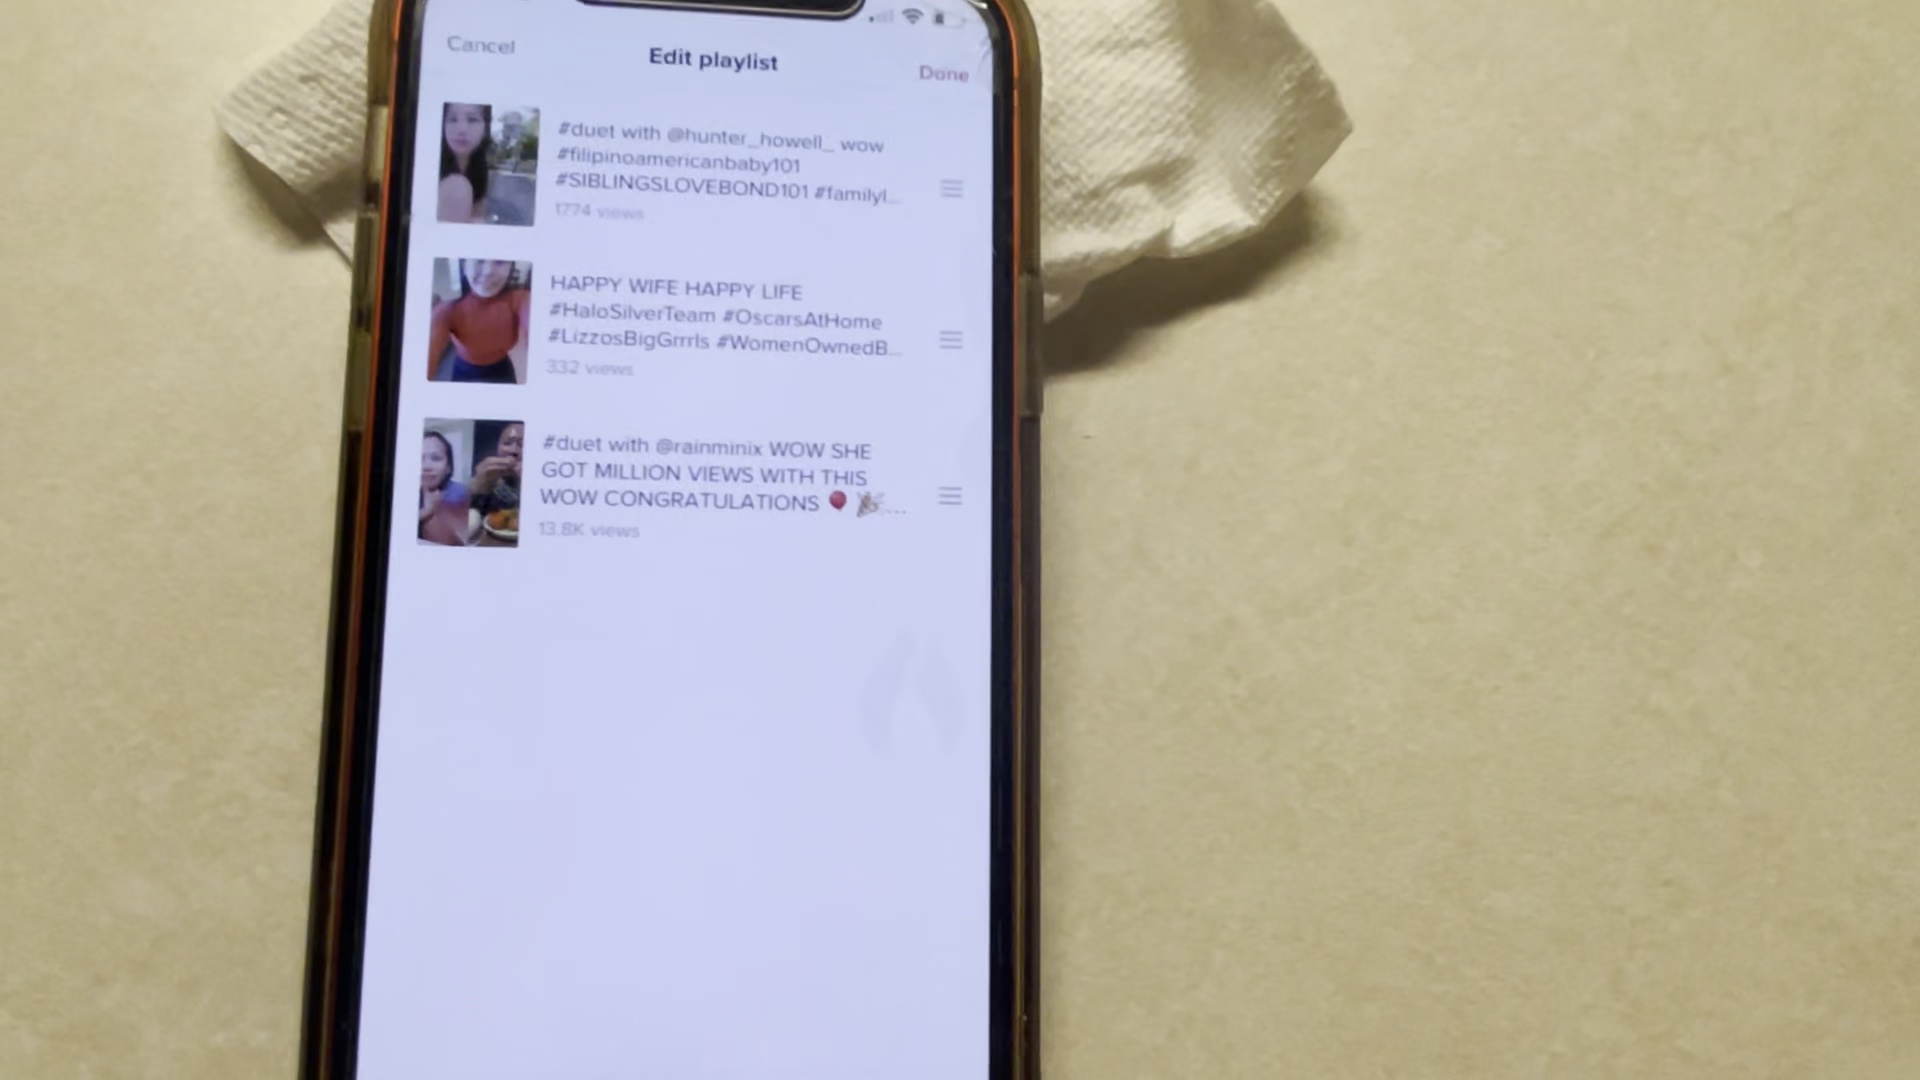 Cancel
Edit playlist
Done
#duet with @hunter_howell_ wow
#filipinoamericanbaby101
#SIBLINGSLOVEBOND101 #familyl...
1774 views
HAPPY WIFE HAPPY LIFE
#HaloSilverTeam #OscarsAtHome
#LizzosBigGrrrls #WomenOwnedB...
332 views
#duet with @rainminix WOW SHE
GOT MILLION VIEWS WITH THIS
WOW CONGRATULATIONS 🎈 🎉...
13.8K views